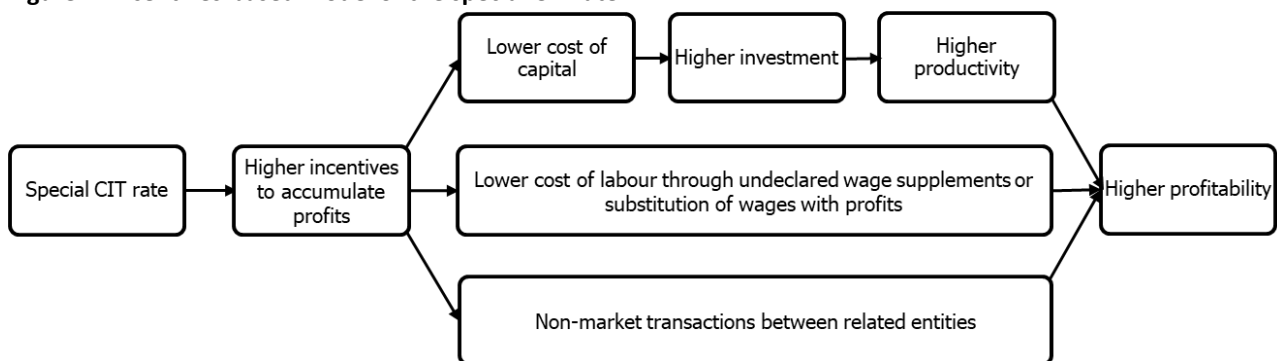 Lower cost of
capital
Higher investment
Higher
productivity
Special CIT rate
Higher incentives
to accumulate
profits
Lower cost of labour through undeclared wage supplements or
substitution of wages with profits
Higher profitability
Non-market transactions between related entities